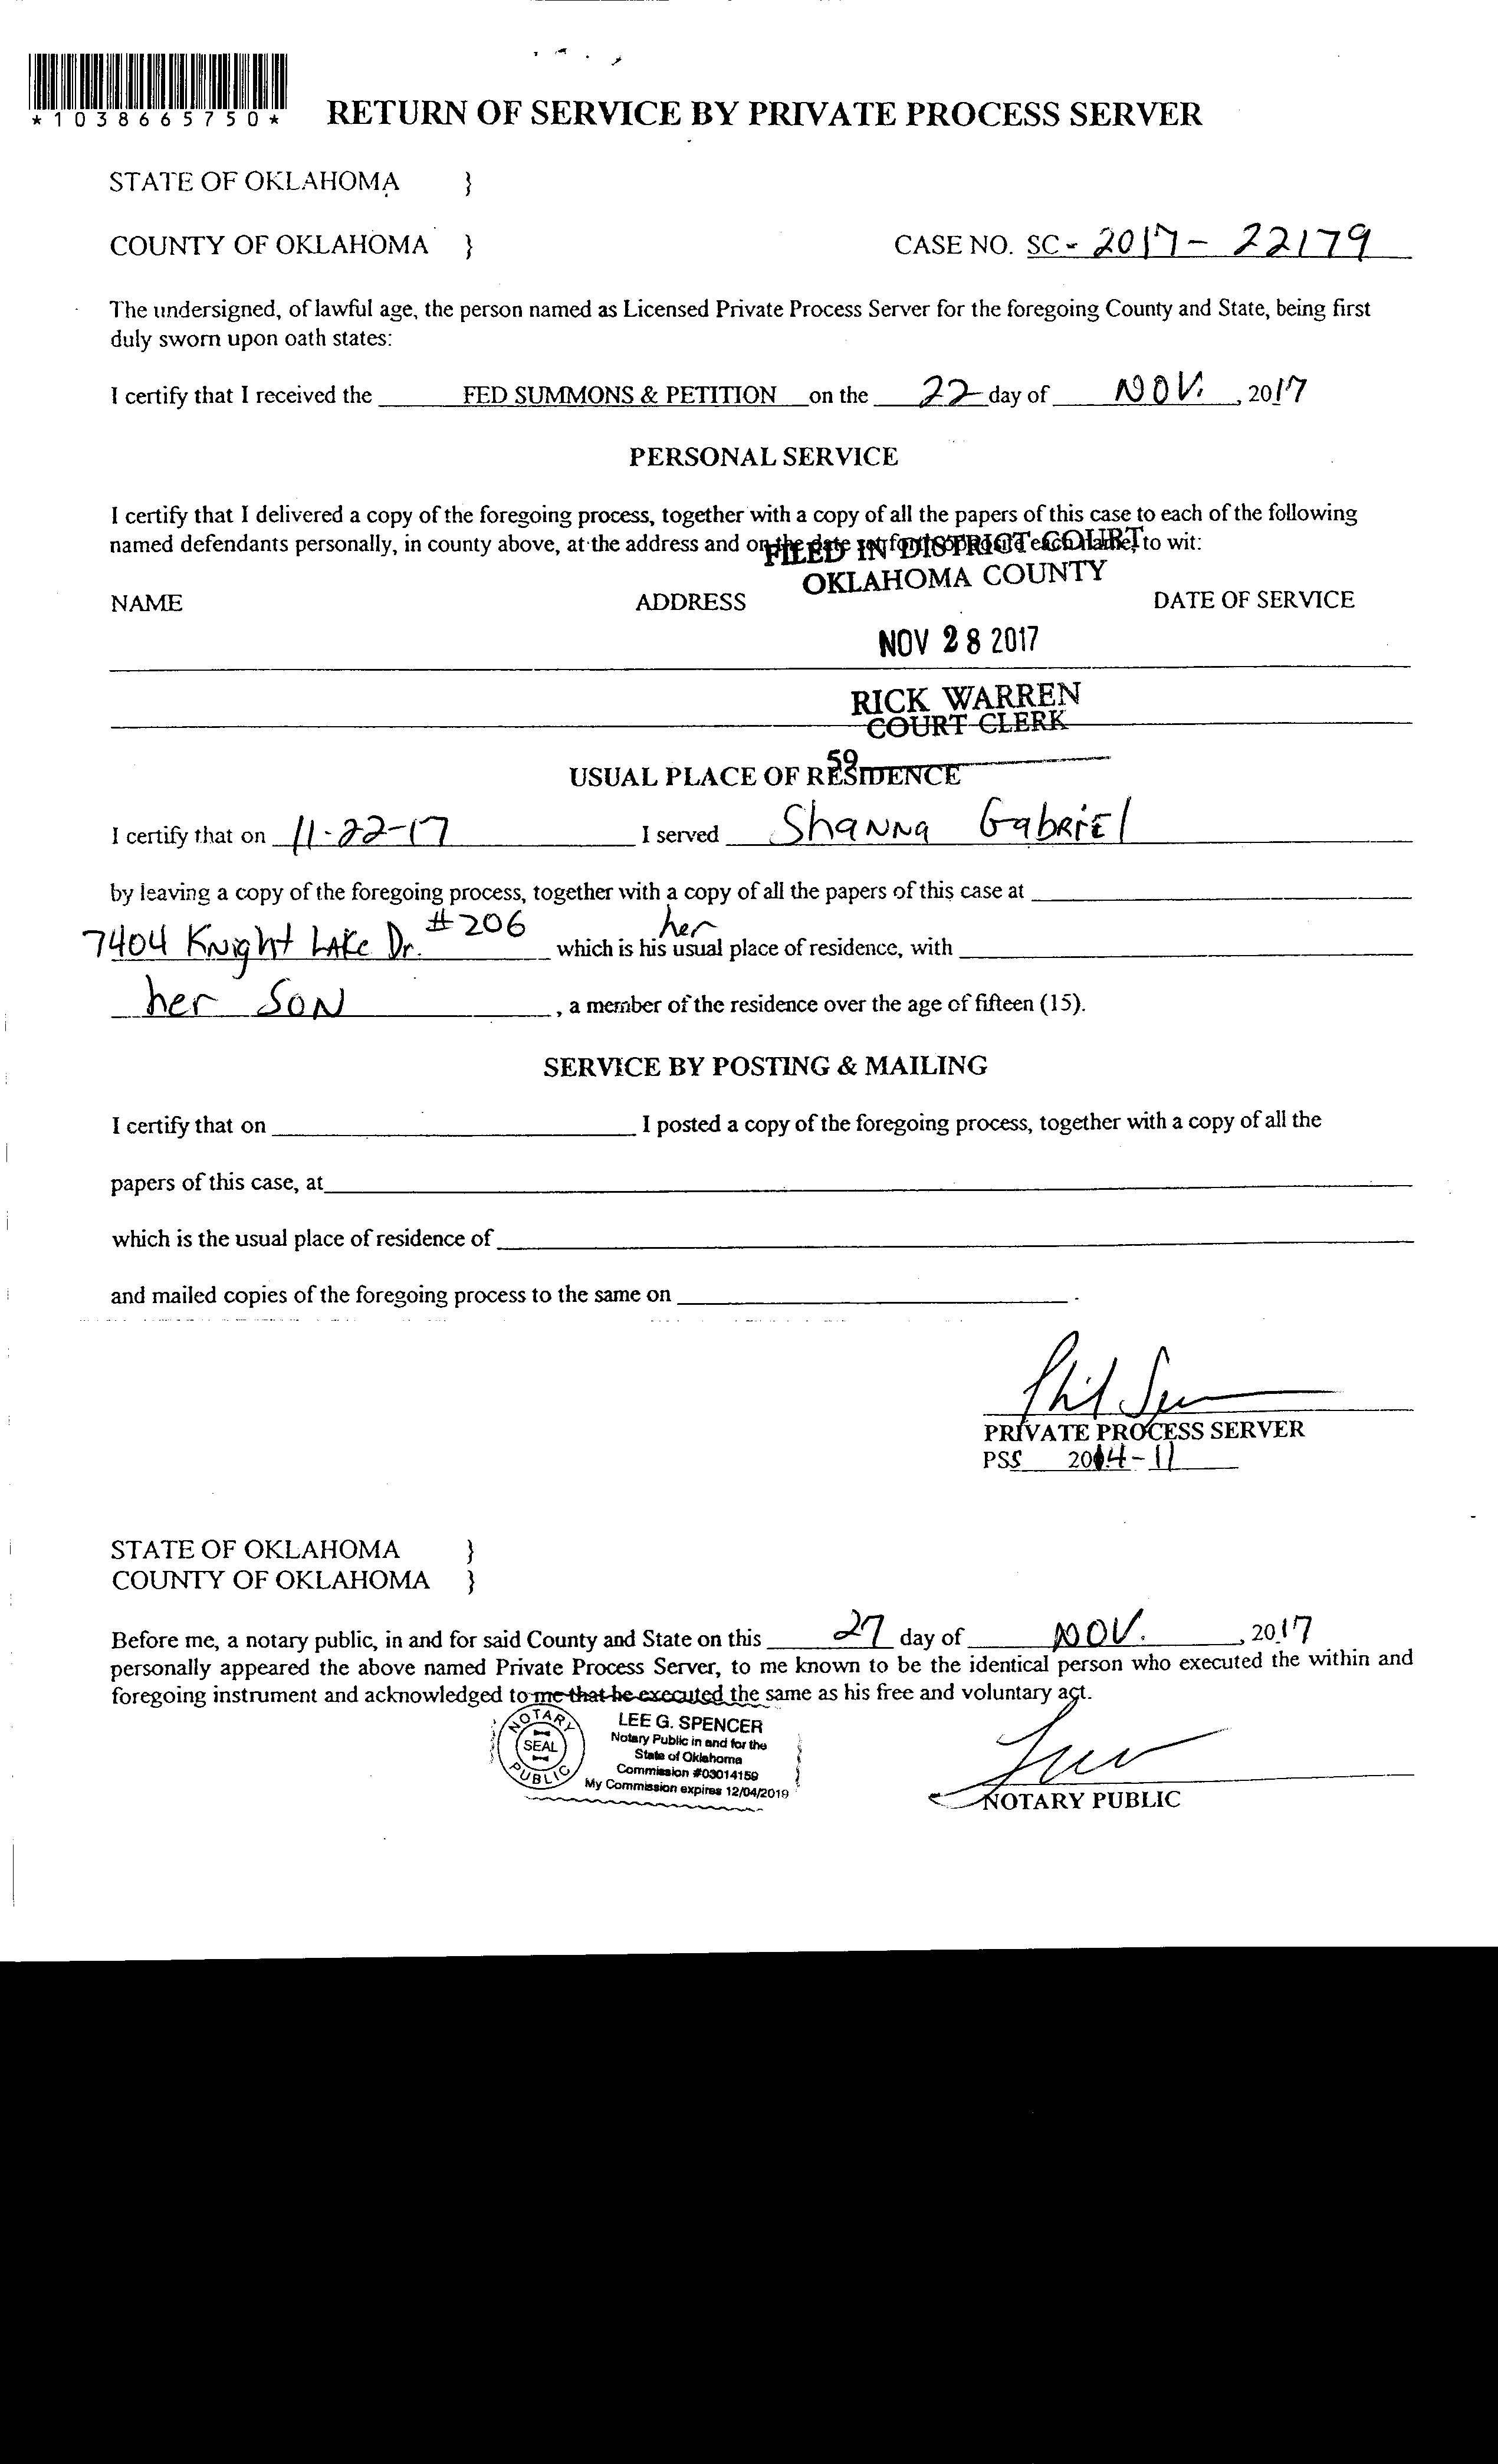 *1038665750*
RETURN OF SERVICE BY PRIVATE PROCESS SERVER
STATE OF OKLAHOMA }
COUNTY OF OKLAHOMA } CASE NO. SC - 2017 - 22179
The undersigned, of lawful age, the person named as Licensed Private Process Server for the foregoing County and State, being first
duly sworn upon oath states:
I certify that I received the FED SUMMONS & PETITION on the 22 day of NOV. , 2017
PERSONAL SERVICE
I certify that I delivered a copy of the foregoing process, together with a copy of all the papers of this case to each of the following
named defendants personally, in county above, at the address and on the date set forth opposite each name, to wit:
FILED IN DISTRICT COURT
OKLAHOMA COUNTY
NAME ADDRESS DATE OF SERVICE
NOV 28 2017
RICK WARREN
COURT CLERK
59
USUAL PLACE OF RESIDENCE
I certify that on 11-22-17 I served Shanna Gabriel
by leaving a copy of the foregoing process, together with a copy of all the papers of this case at
7404 Knight Lake Dr. #206 which is his her usual place of residence, with
her SON , a member of the residence over the age of fifteen (15).
SERVICE BY POSTING & MAILING
I certify that on I posted a copy of the foregoing process, together with a copy of all the
papers of this case, at
which is the usual place of residence of
and mailed copies of the foregoing process to the same on .
PRIVATE PROCESS SERVER
PSS 2014-11
STATE OF OKLAHOMA }
COUNTY OF OKLAHOMA }
Before me, a notary public, in and for said County and State on this 27 day of NOV. , 2017
personally appeared the above named Private Process Server, to me known to be the identical person who executed the within and
foregoing instrument and acknowledged to me that he executed the same as his free and voluntary act.
NOTARY PUBLIC SEAL
LEE G. SPENCER
Notary Public in and for the
State of Oklahoma
Commission #03014159
My Commission expires 12/04/2019
NOTARY PUBLIC